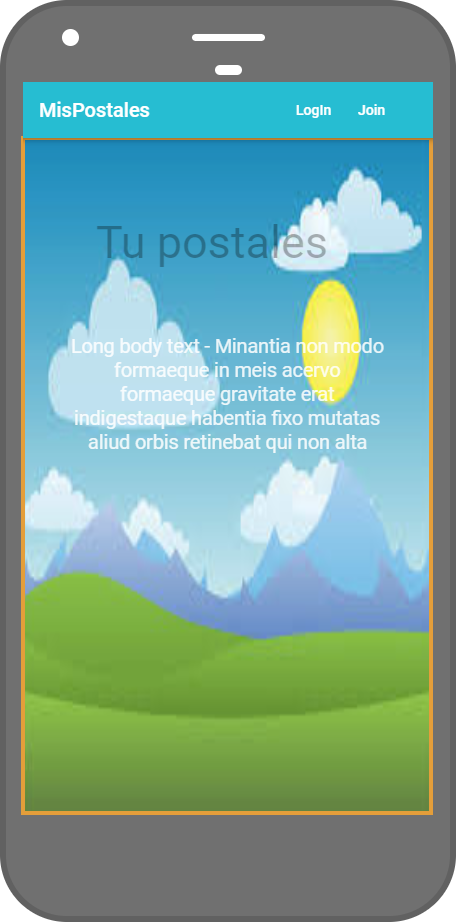 MisPostales LogIn Join
Tu postales
Long body text - Minantia non modo
formaeque in meis acervo
formaeque gravitate erat
indigestaque habentia fixo mutatas
aliud orbis retinebat qui non alta